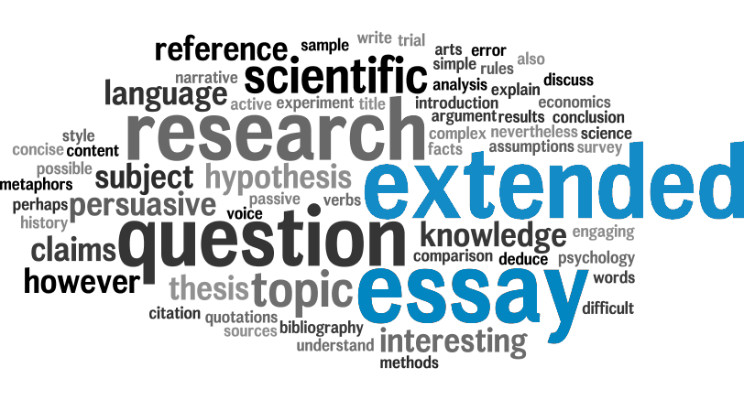 write trial
reference sample arts error
simple rules also
narrative scientific analysis explain discuss
language active experiment title introduction economics
research argument results conclusion
style complex nevertheless science
concise content facts assumptions survey
possible subject hypothesis extended
metaphors
perhaps persuasive passive verbs
history voice question knowledge engaging
claims comparison deduce psychology
however thesis topic essay words
citation quotations difficult
sources bibliography
understand interesting
methods